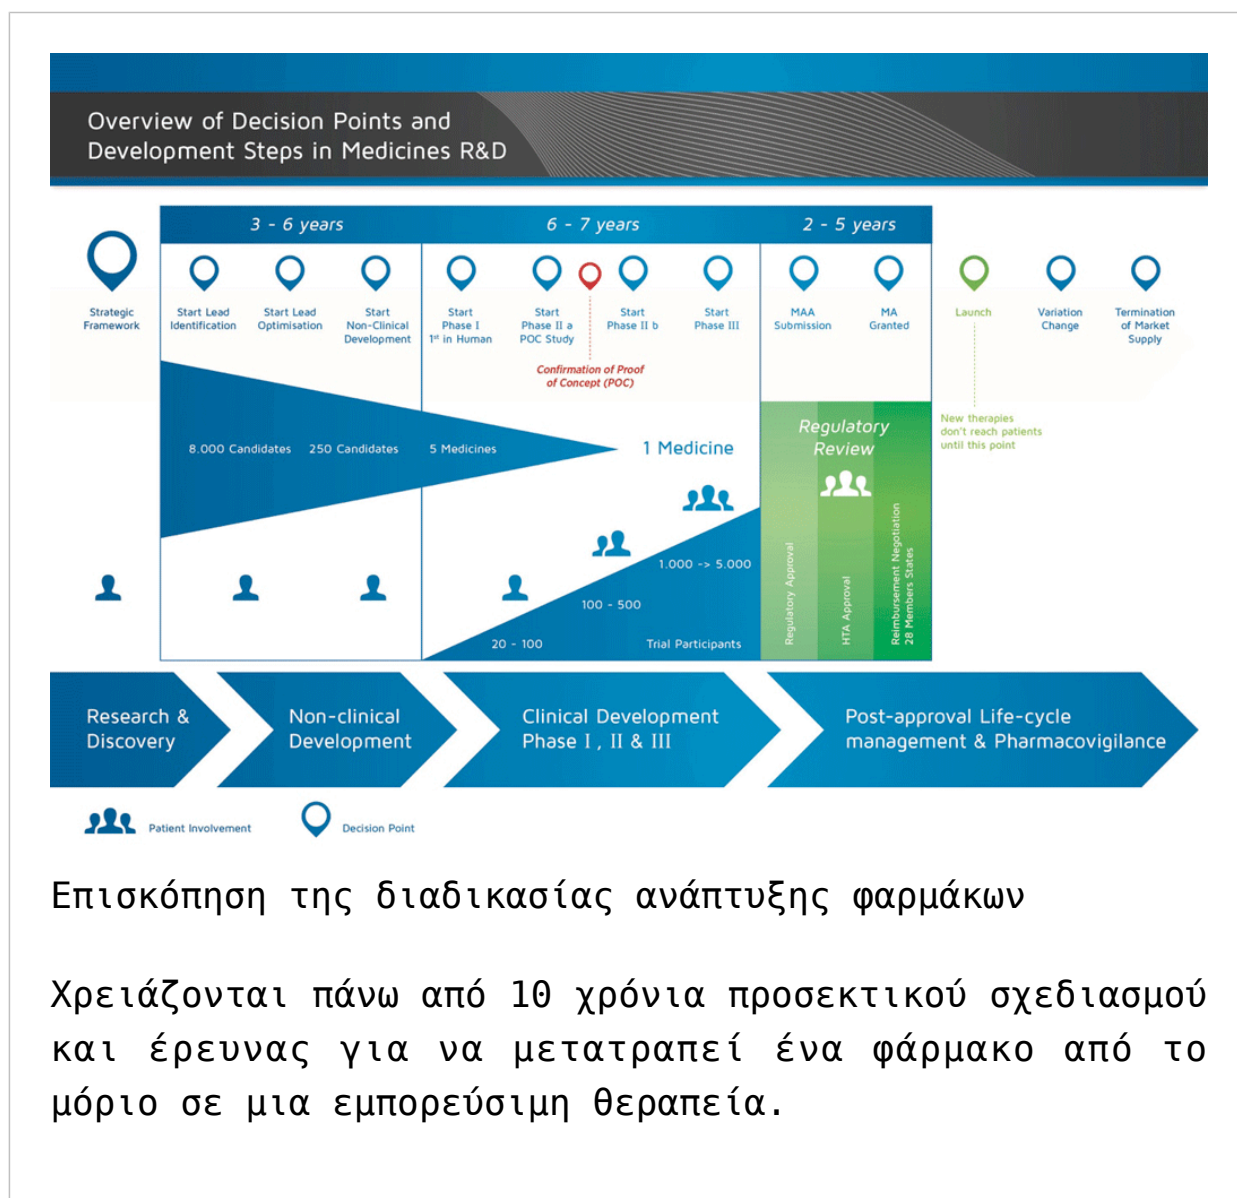 Overview of Decision Points and
Development Steps in Medicines R&D
3 - 6 years
6 - 7 years
2 - 5 years
Strategic
Framework
Start Lead
Identification
Start Lead
Optimisation
Start
Non-Clinical
Development
Start
Phase I
1st in Human
Start
Phase II a
POC Study
Start
Phase II b
Start
Phase III
MAA
Submission
MA
Granted
Launch
Variation
Change
Termination
of Market
Supply
Confirmation of Proof
of Concept (POC)
8.000 Candidates
250 Candidates
5 Medicines
1 Medicine
Regulatory
Review
New therapies
don't reach patients
until this point
1.000 -> 5.000
100 - 500
20 - 100
Trial Participants
Regulatory Approval
HTA Approval
Reimbursement Negotiation
28 Members States
Research &
Discovery
Non-clinical
Development
Clinical Development
Phase I , II & III
Post-approval Life-cycle
management & Pharmacovigilance
Patient Involvement
Decision Point
Επισκόπηση της διαδικασίας ανάπτυξης φαρμάκων
Χρειάζονται πάνω από 10 χρόνια προσεκτικού σχεδιασμού
και έρευνας για να μετατραπεί ένα φάρμακο από το
μόριο σε μια εμπορεύσιμη θεραπεία.